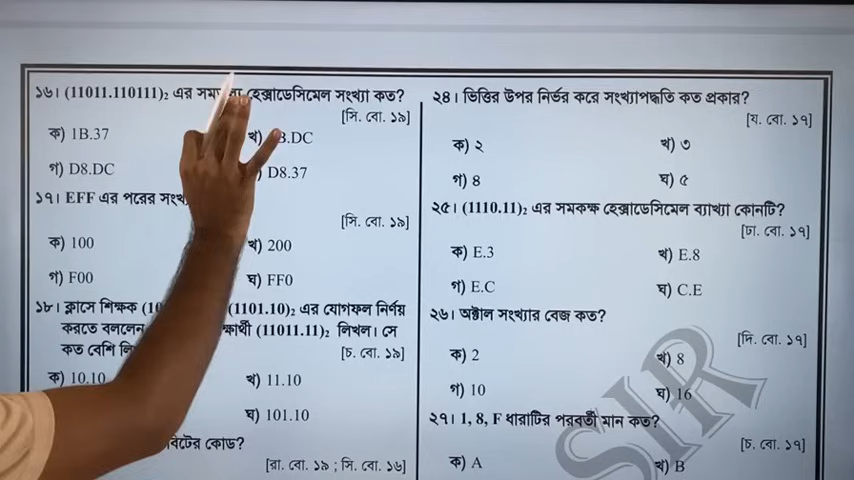 ১৬। (11011.110111)₂ এর হেক্সাডেসিমেল সংখ্যা কত?
[সি. বো. ১৯]
ক) 1B.37
খ) B.DC
গ) D8.DC
D8.37
১৭। EFF এর পরের
[সি. বো. ১৯]
ক) 100
খ) 200
গ) F00
ঘ) FF0
১৮। ক্লাসে শিক্ষক (1101.10)₂ এর যোগফল নির্ণয়
করতে বললেন (11011.11)₂ লিখল। সে
কত বেশি
[চ. বো. ১৯]
ক) 10.10
খ) 11.10
ঘ) 101.10
বিটের কোড?
[রা. বো. ১৯ ; সি. বো. ১৬]
২৪। ভিত্তির উপর নির্ভর করে সংখ্যাপদ্ধতি কত প্রকার?
[য. বো. ১৭]
ক) ২
খ) ৩
গ) 4
ঘ) ৫
২৫। (1110.11)₂ এর সমকক্ষ হেক্সোডেসিমেল ব্যাখ্যা কোনটি?
[ঢা. বো. ১৭]
ক) E.3
খ) E.8
গ) E.C
ঘ) C.E
২৬। অক্টাল সংখ্যার বেজ কত?
[দি. বো. ১৭]
ক) 2
খ) 8
গ) 10
ঘ) 16
২৭। 1, 8, F ধারাটির পরবর্তী মান কত?
[চ. বো. ১৭]
ক) A
খ) B
SIR